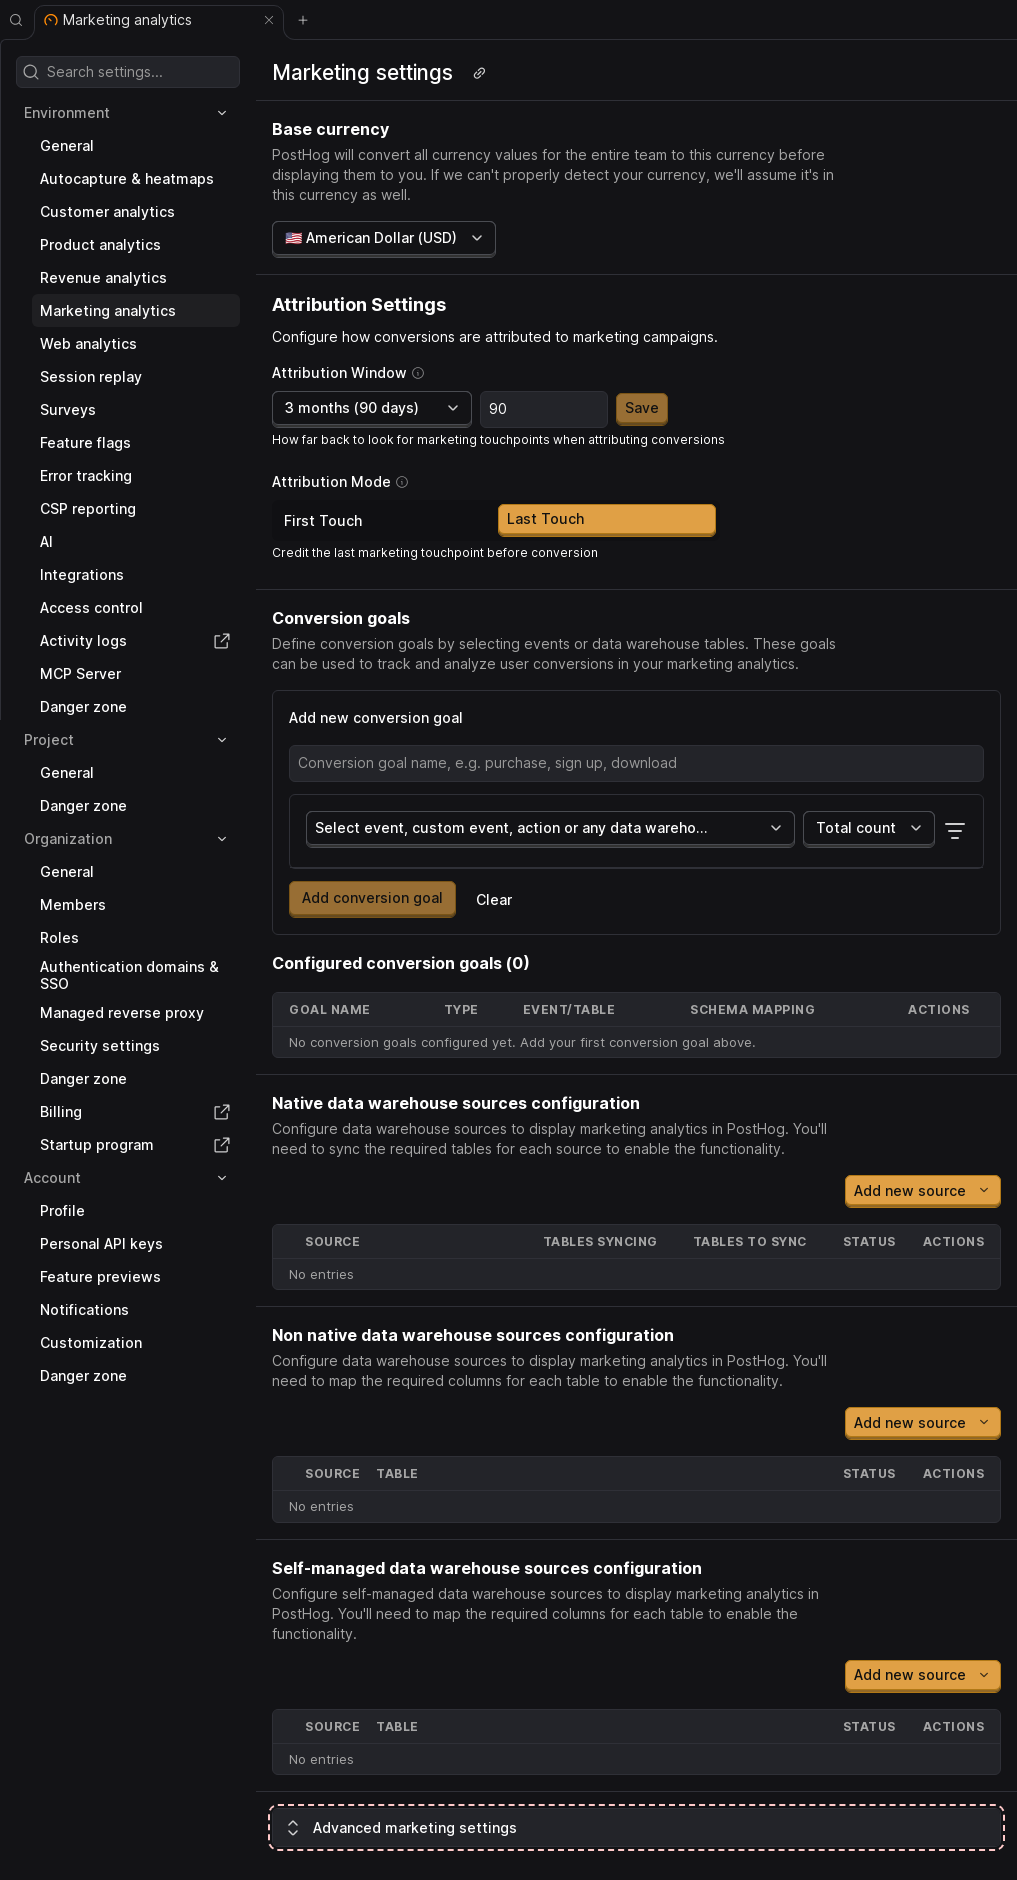 Marketing analytics
Search settings...
Environment
General
Autocapture & heatmaps
Customer analytics
Product analytics
Revenue analytics
Marketing analytics
Web analytics
Session replay
Surveys
Feature flags
Error tracking
CSP reporting
AI
Integrations
Access control
Activity logs
MCP Server
Danger zone
Project
General
Danger zone
Organization
General
Members
Roles
Authentication domains &
SSO
Managed reverse proxy
Security settings
Danger zone
Billing
Startup program
Account
Profile
Personal API keys
Feature previews
Notifications
Customization
Danger zone
Marketing settings
Base currency
PostHog will convert all currency values for the entire team to this currency before
displaying them to you. If we can't properly detect your currency, we'll assume it's in
this currency as well.
🇺🇸 American Dollar (USD)
Attribution Settings
Configure how conversions are attributed to marketing campaigns.
Attribution Window
3 months (90 days) 90 Save
How far back to look for marketing touchpoints when attributing conversions
Attribution Mode
First Touch Last Touch
Credit the last marketing touchpoint before conversion
Conversion goals
Define conversion goals by selecting events or data warehouse tables. These goals
can be used to track and analyze user conversions in your marketing analytics.
Add new conversion goal
Conversion goal name, e.g. purchase, sign up, download
Select event, custom event, action or any data wareho... Total count
Add conversion goal Clear
Configured conversion goals (0)
GOAL NAME TYPE EVENT/TABLE SCHEMA MAPPING ACTIONS
No conversion goals configured yet. Add your first conversion goal above.
Native data warehouse sources configuration
Configure data warehouse sources to display marketing analytics in PostHog. You'll
need to sync the required tables for each source to enable the functionality.
Add new source
SOURCE TABLES SYNCING TABLES TO SYNC STATUS ACTIONS
No entries
Non native data warehouse sources configuration
Configure data warehouse sources to display marketing analytics in PostHog. You'll
need to map the required columns for each table to enable the functionality.
Add new source
SOURCE TABLE STATUS ACTIONS
No entries
Self-managed data warehouse sources configuration
Configure self-managed data warehouse sources to display marketing analytics in
PostHog. You'll need to map the required columns for each table to enable the
functionality.
Add new source
SOURCE TABLE STATUS ACTIONS
No entries
Advanced marketing settings